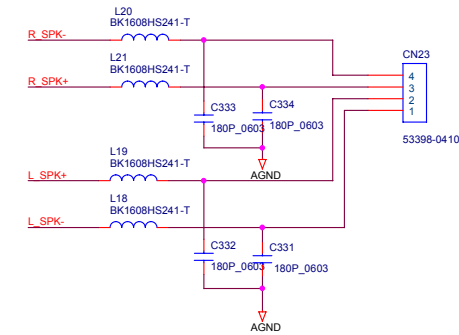 L20
BK1608HS241-T
R_SPK-
L21
BK1608HS241-T
R_SPK+
CN23
4
3
2
1
53398-0410
C333
180P_0603
C334
180P_0603
AGND
L19
BK1608HS241-T
L_SPK+
L18
BK1608HS241-T
L_SPK-
C332
180P_0603
C331
180P_0603
AGND